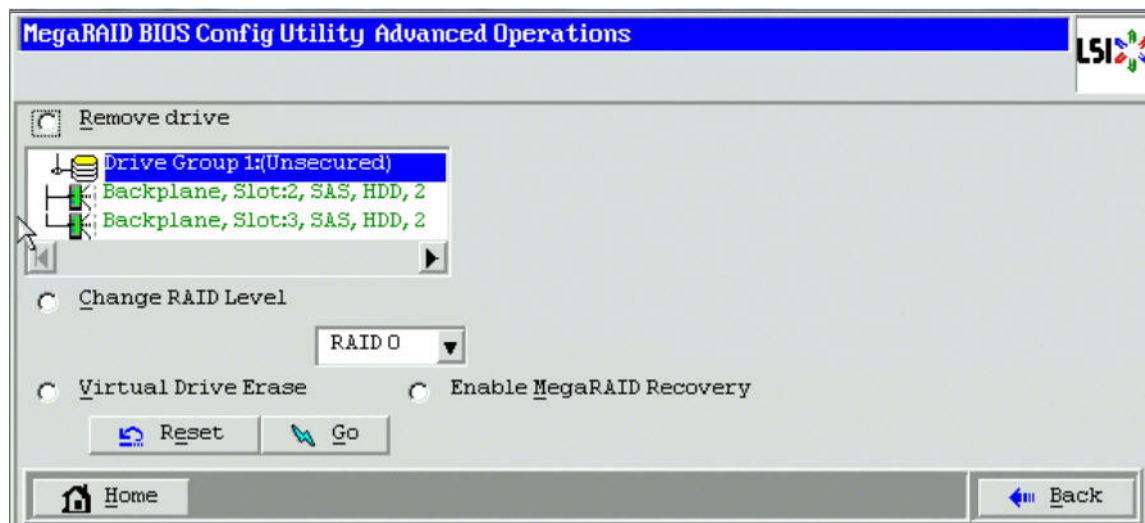 MegaRAID BIOS Config Utility Advanced Operations
LSI
Remove drive
Drive Group 1:(Unsecured)
Backplane, Slot:2, SAS, HDD, 2
Backplane, Slot:3, SAS, HDD, 2
Change RAID Level
RAID 0
Virtual Drive Erase Enable MegaRAID Recovery
Reset Go
Home Back